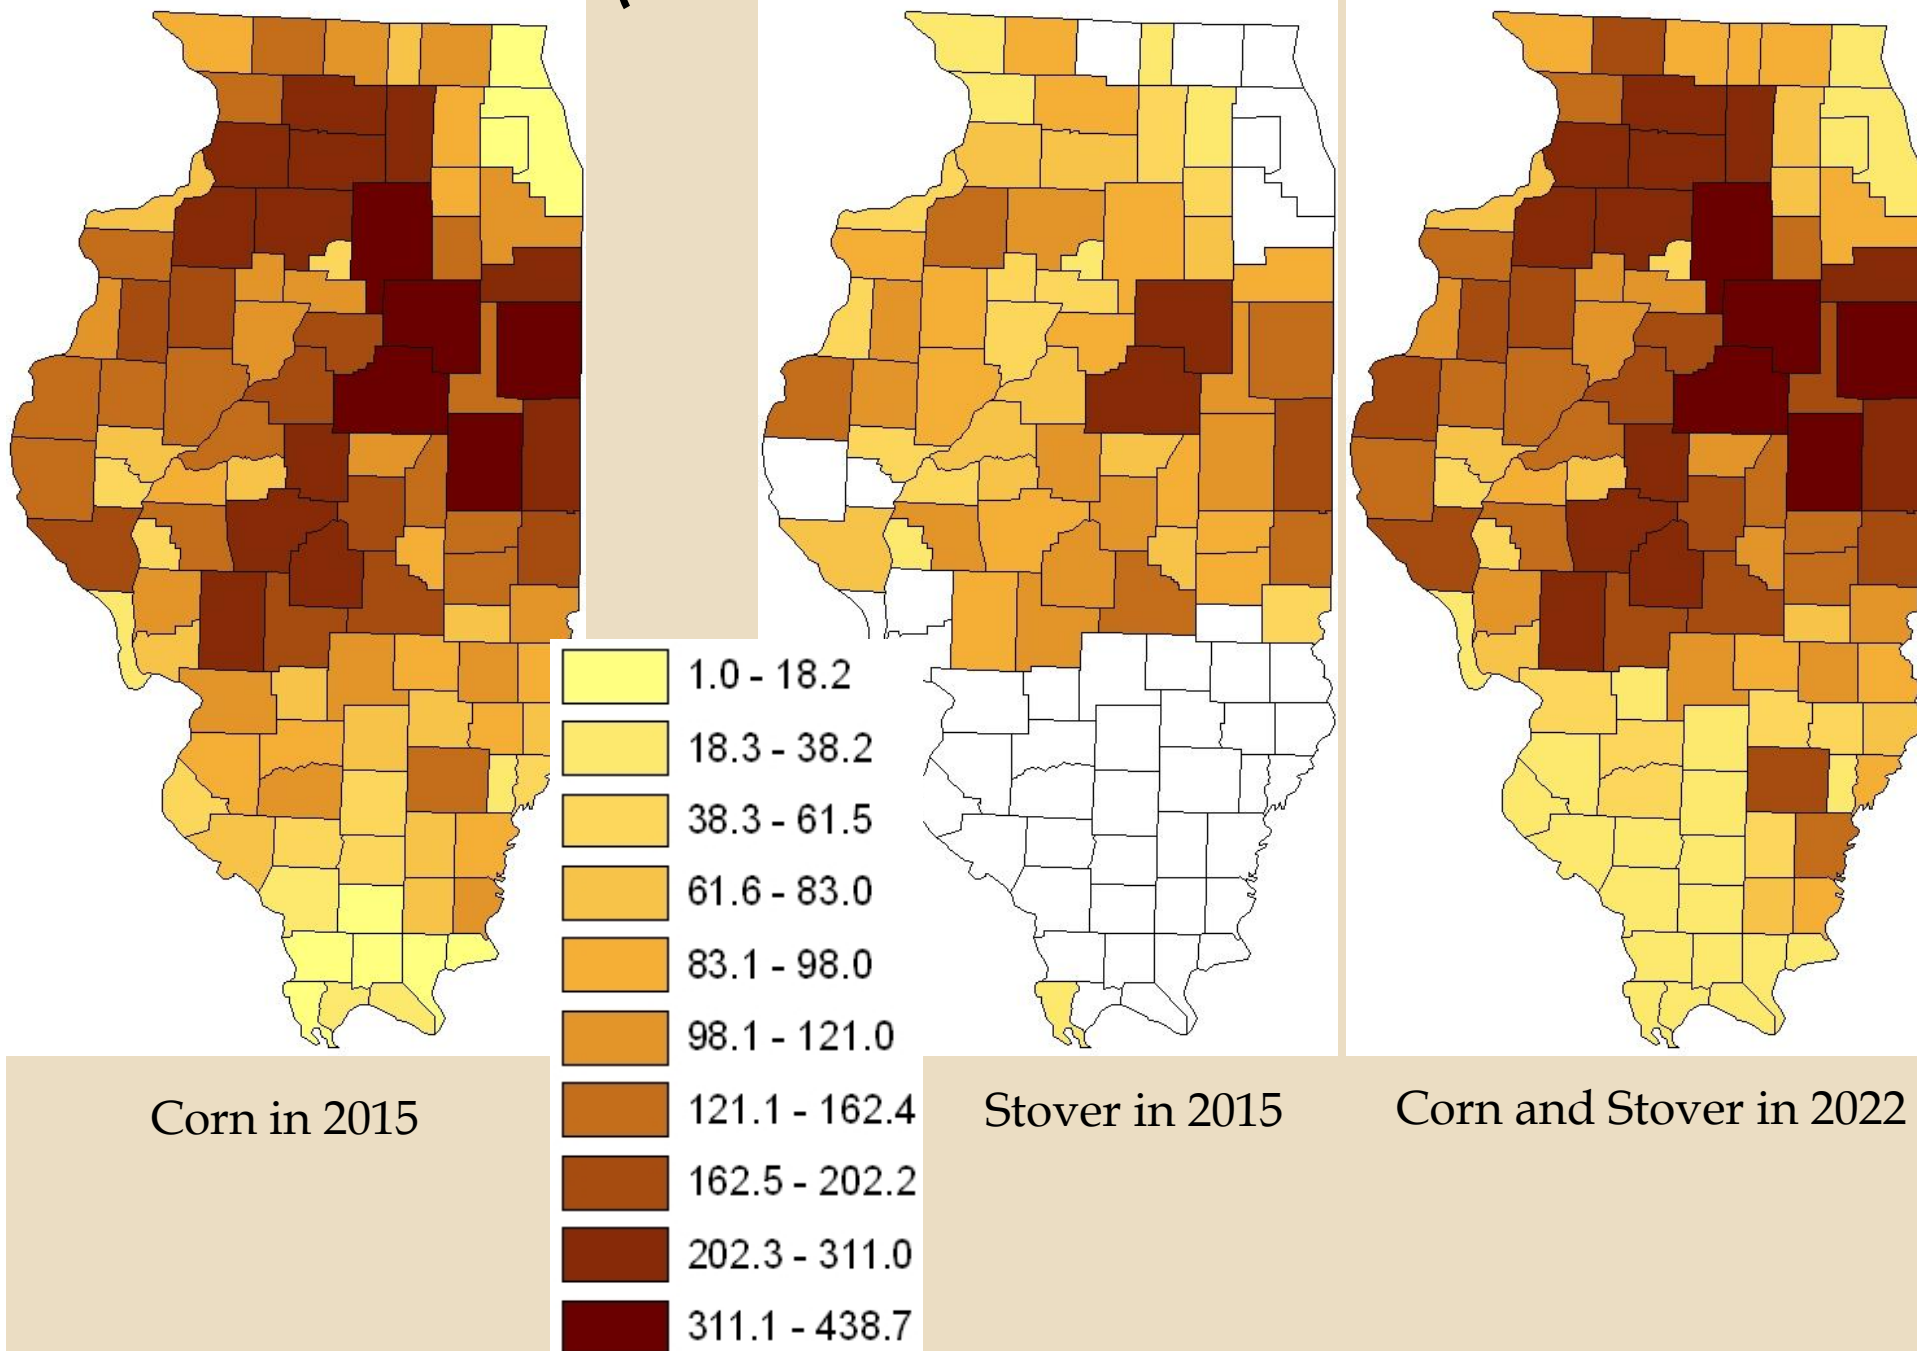 1.0 - 18.2
18.3 - 38.2
38.3 - 61.5
61.6 - 83.0
83.1 - 98.0
98.1 - 121.0
121.1 - 162.4
162.5 - 202.2
202.3 - 311.0
311.1 - 438.7
Corn in 2015
Stover in 2015
Corn and Stover in 2022